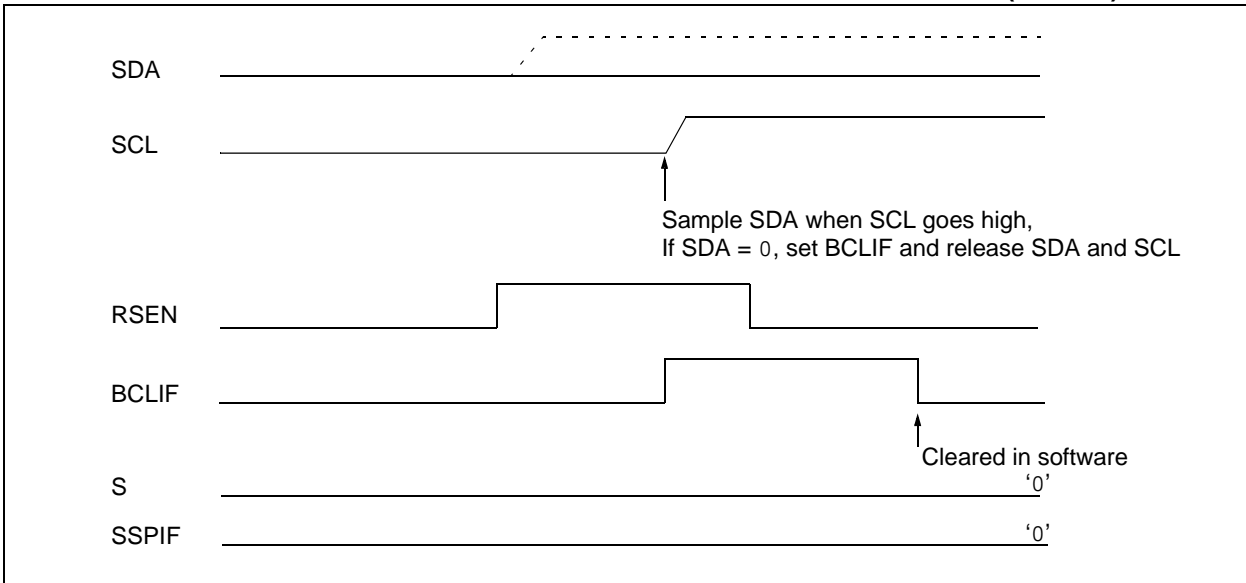 SDA
SCL
Sample SDA when SCL goes high,
If SDA = 0, set BCLIF and release SDA and SCL
RSEN
BCLIF
Cleared in software
S
‘0’
SSPIF
‘0’